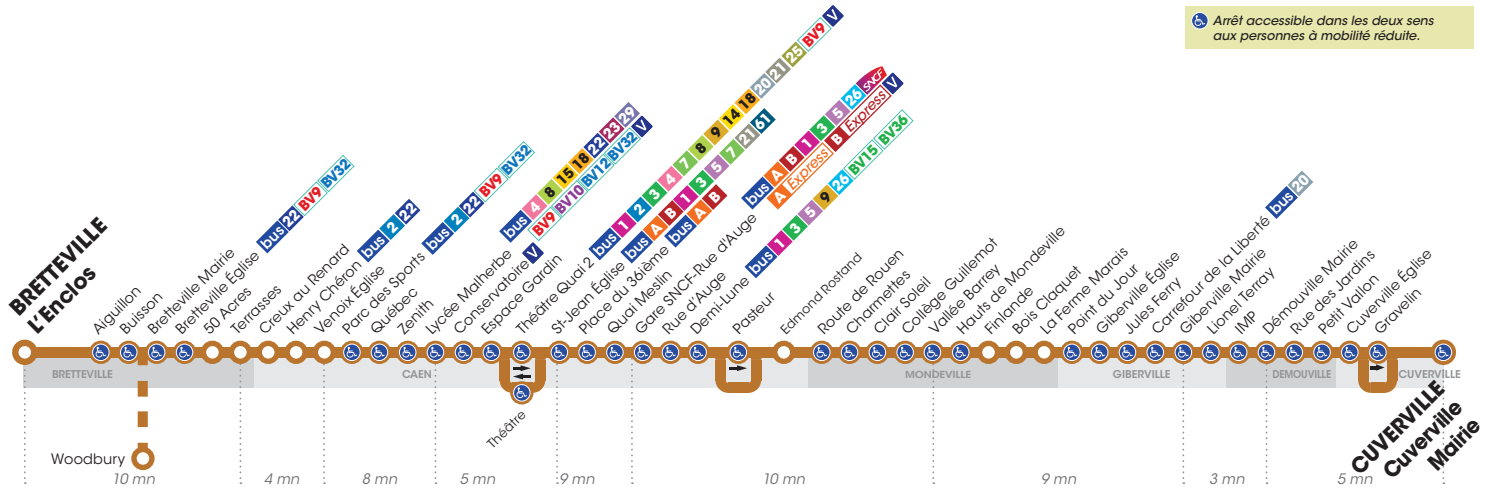 Arrêt accessible dans les deux sens
aux personnes à mobilité réduite.
BRETTEVILLE
L'Enclos
Aiguillon
Buisson
Bretteville Mairie
Bretteville Église bus 22 BV9 BV32
50 Acres
Terrasses
Creux au Renard
Henry Chéron bus 2 22
Venoix Église
Parc des Sports bus 2 22 BV9 BV32
Québec
Zenith
Lycée Malherbe bus 4 8 15 18 22 23 29
BV9 BV10 BV12 BV32 V
Conservatoire V
Espace Gardin
Théâtre Quai 2 bus 1 2 3 4 7 8 9 14 18 20 21 25 BV9 V
St-Jean Église bus A B 1 3 5 7 21 61
Place du 36ième bus A B
Quai Meslin
Gare SNCF-Rue d'Auge bus A B 1 3 5 26 SNCF
A Express B Express V
Rue d'Auge
Demi-Lune bus 1 3 5 9 26 BV15 BV36
Pasteur
Edmond Rostand
Route de Rouen
Charmettes
Clair Soleil
Collège Guillemot
Vallée Barrey
Hauts de Mondeville
Finlande
Bois Claquet
La Ferme Marais
Point du Jour
Giberville Église
Jules Ferry
Carrefour de la Liberté bus 20
Giberville Mairie
Lionel Terray
IMP
Démouville Mairie
Rue des Jardins
Petit Vallon
Cuverville Église
Gravelin
BRETTEVILLE
CAEN
MONDEVILLE
GIBERVILLE
DEMOUVILLE
CUVERVILLE
Théâtre
CUVERVILLE
Cuverville
Mairie
Woodbury
10 mn
4 mn
8 mn
5 mn
9 mn
10 mn
9 mn
3 mn
5 mn